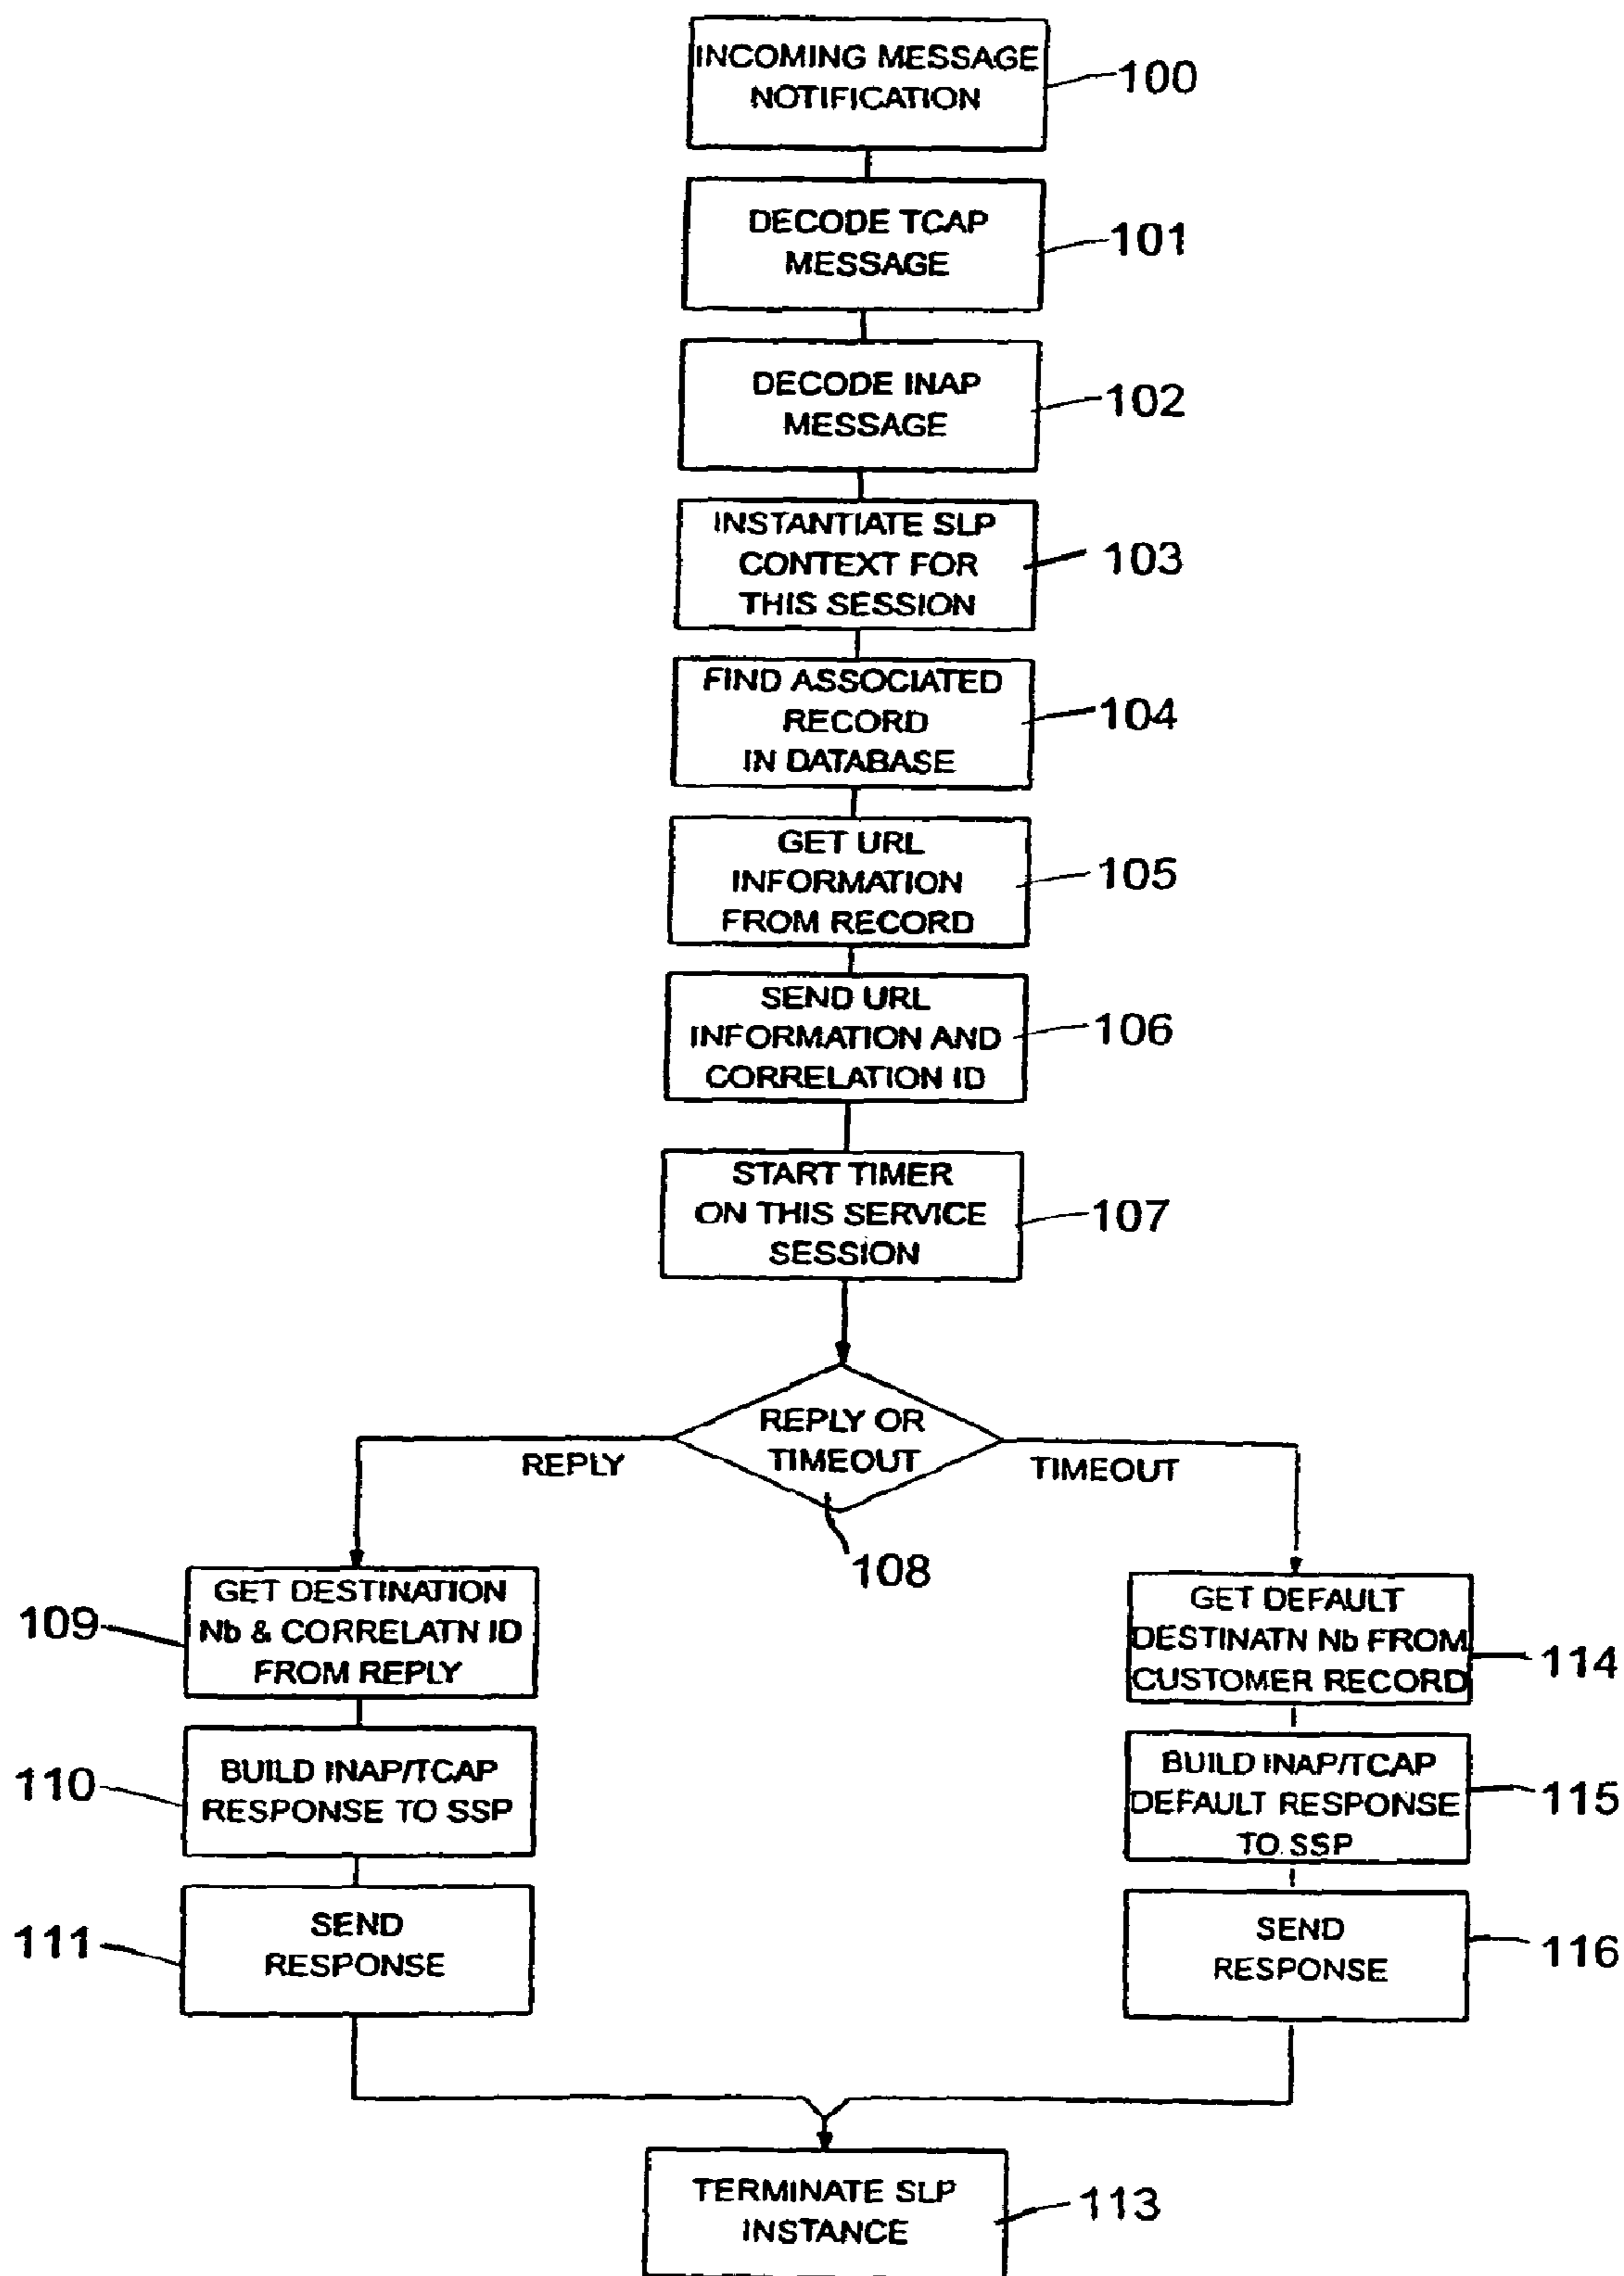 INCOMING MESSAGE
NOTIFICATION
100
DECODE TCAP
MESSAGE
101
DECODE INAP
MESSAGE
102
INSTANTIATE SLP
CONTEXT FOR
THIS SESSION
103
FIND ASSOCIATED
RECORD
IN DATABASE
104
GET URL
INFORMATION
FROM RECORD
105
SEND URL
INFORMATION AND
CORRELATION ID
106
START TIMER
ON THIS SERVICE
SESSION
107
REPLY OR
TIMEOUT
REPLY
TIMEOUT
108
GET DESTINATION
Nb & CORRELATN ID
FROM REPLY
109
BUILD INAP/TCAP
RESPONSE TO SSP
110
SEND
RESPONSE
111
GET DEFAULT
DESTINATN Nb FROM
CUSTOMER RECORD
114
BUILD INAP/TCAP
DEFAULT RESPONSE
TO SSP
115
SEND
RESPONSE
116
TERMINATE SLP
INSTANCE
113